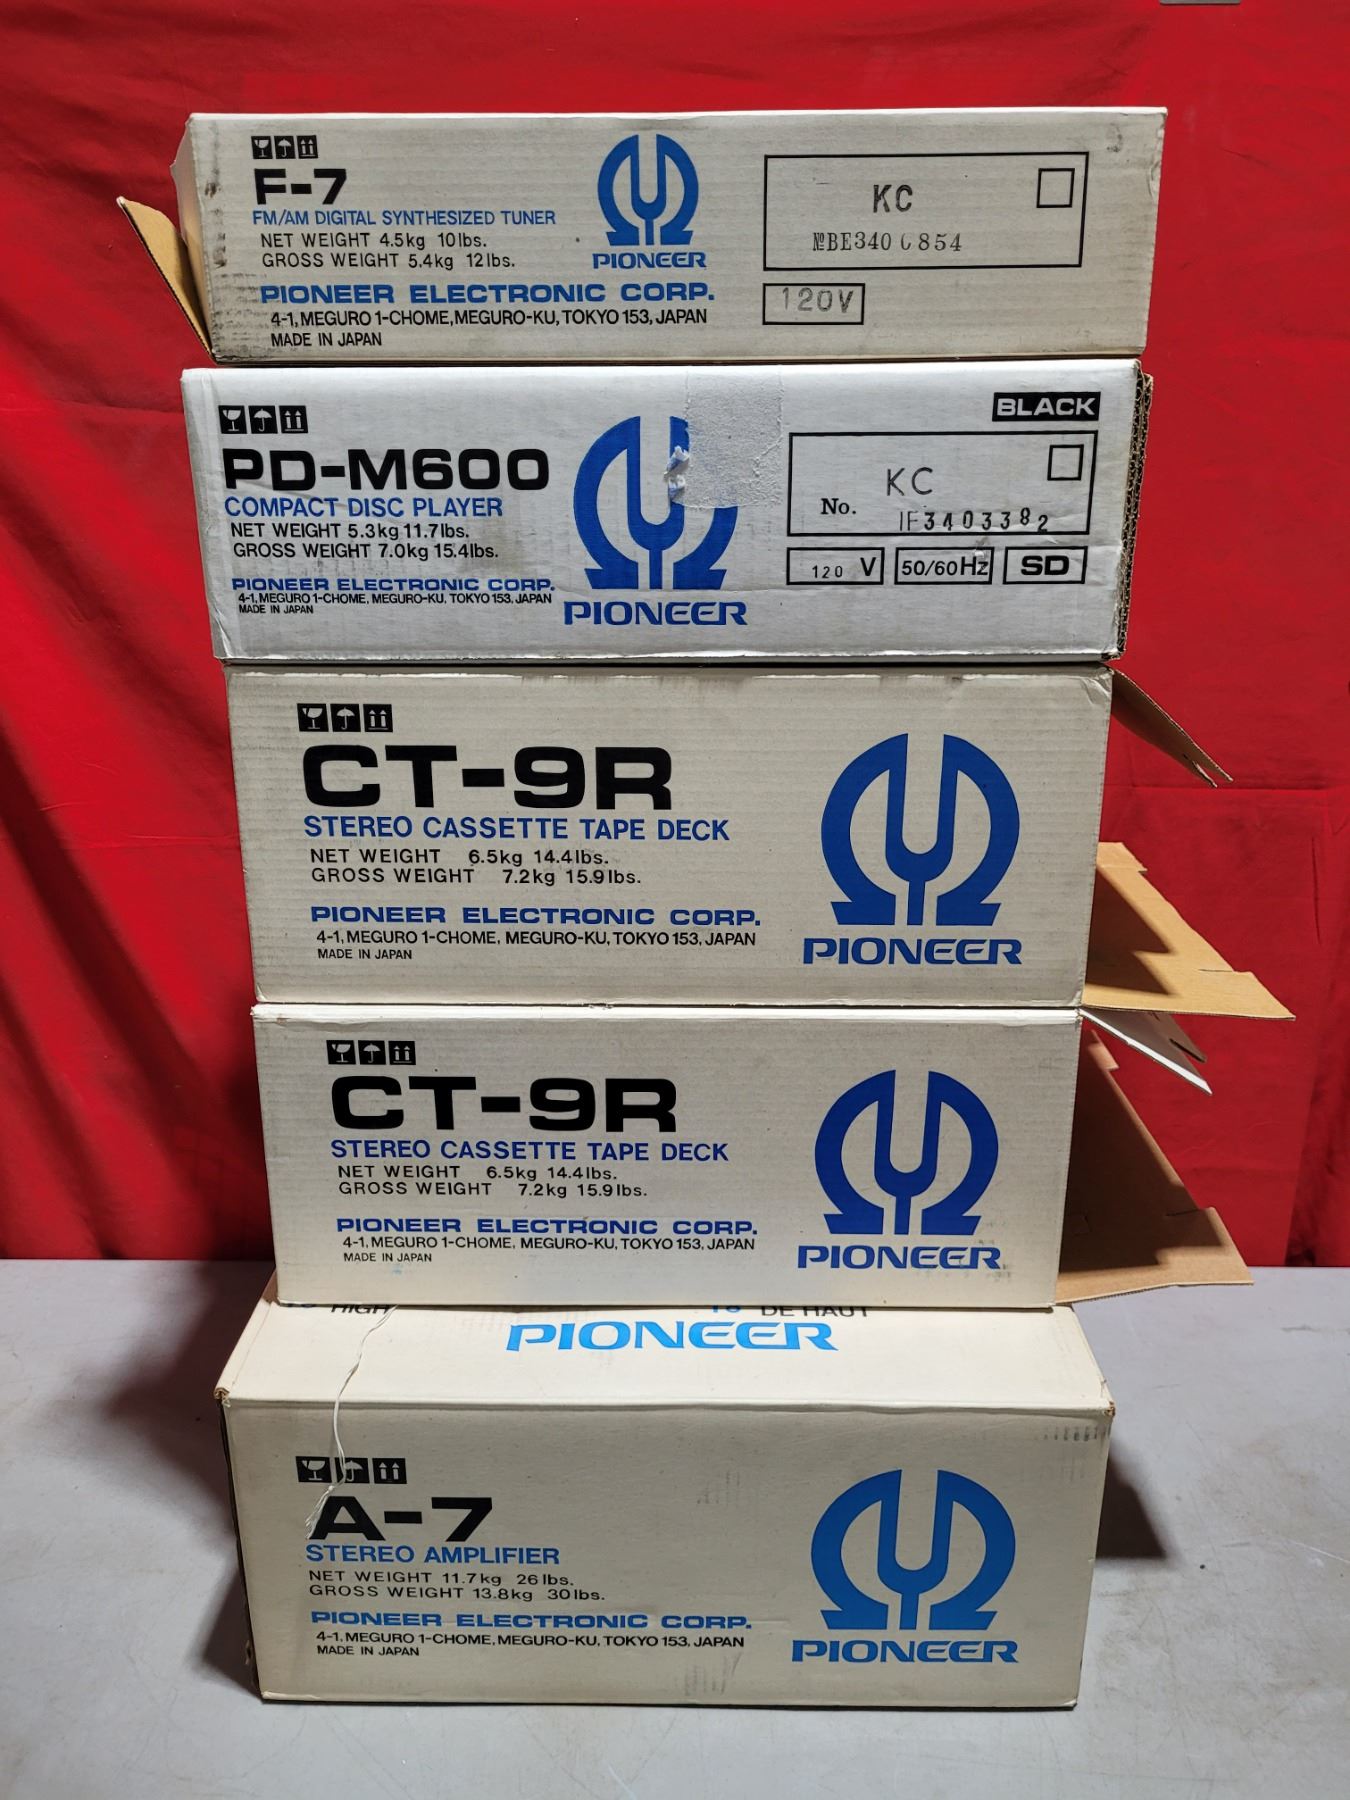 F-7
FM/AM DIGITAL SYNTHESIZED TUNER
NET WEIGHT 4.5kg 10lbs.
GROSS WEIGHT 5.4kg 12lbs.
PIONEER ELECTRONIC CORP.
4-1, MEGURO 1-CHOME, MEGURO-KU, TOKYO 153, JAPAN
MADE IN JAPAN
PIONEER
KC
№BE3400854
120V
PD-M600
COMPACT DISC PLAYER
NET WEIGHT 5.3kg 11.7lbs.
GROSS WEIGHT 7.0kg 15.4lbs.
PIONEER ELECTRONIC CORP.
4-1, MEGURO 1-CHOME, MEGURO-KU, TOKYO 153, JAPAN
MADE IN JAPAN
PIONEER
BLACK
KC
No. IF3403382
120 V 50/60Hz SD
CT-9R
STEREO CASSETTE TAPE DECK
NET WEIGHT 6.5kg 14.4lbs.
GROSS WEIGHT 7.2kg 15.9lbs.
PIONEER ELECTRONIC CORP.
4-1, MEGURO 1-CHOME, MEGURO-KU, TOKYO 153, JAPAN
MADE IN JAPAN
PIONEER
CT-9R
STEREO CASSETTE TAPE DECK
NET WEIGHT 6.5kg 14.4lbs.
GROSS WEIGHT 7.2kg 15.9lbs.
PIONEER ELECTRONIC CORP.
4-1, MEGURO 1-CHOME, MEGURO-KU, TOKYO 153, JAPAN
MADE IN JAPAN
PIONEER
HIGH
DE HAUT
PIONEER
A-7
STEREO AMPLIFIER
NET WEIGHT 11.7kg 26lbs.
GROSS WEIGHT 13.8kg 30lbs.
PIONEER ELECTRONIC CORP.
4-1, MEGURO 1-CHOME, MEGURO-KU, TOKYO 153, JAPAN
MADE IN JAPAN
PIONEER